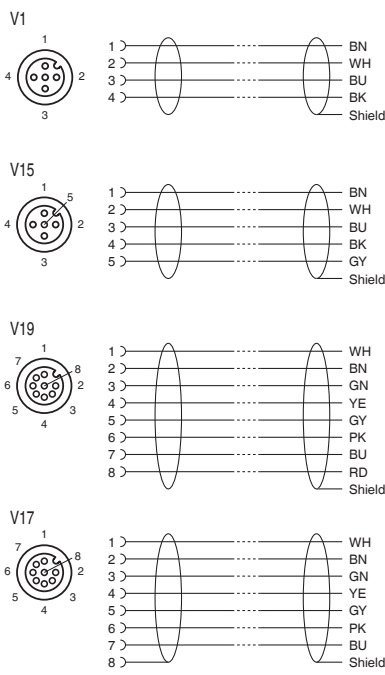 V1
1
4 2
3
1 BN
2 WH
3 BU
4 BK
Shield
V15
1
5
4 2
3
1 BN
2 WH
3 BU
4 BK
5 GY
Shield
V19
1
7 8
6 2
5 3
4
1 WH
2 BN
3 GN
4 YE
5 GY
6 PK
7 BU
8 RD
Shield
V17
1
7 8
6 2
5 3
4
1 WH
2 BN
3 GN
4 YE
5 GY
6 PK
7 BU
8 Shield